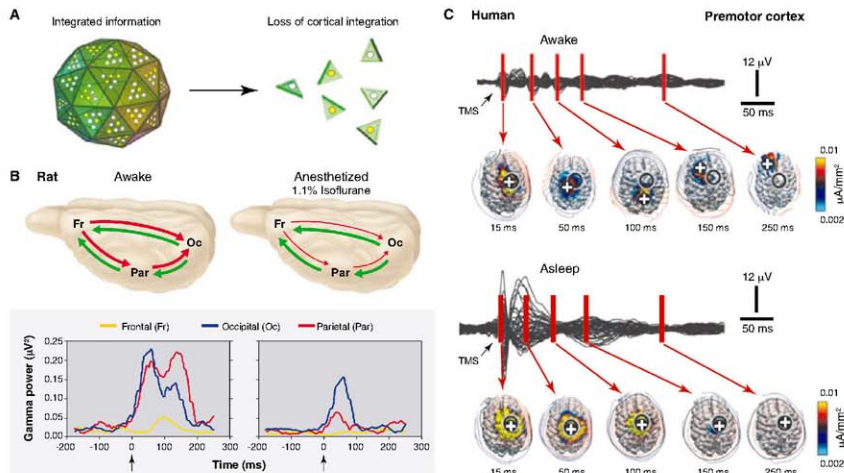 A
Integrated information
Loss of cortical integration
B
Rat
Awake
Anesthetized
1.1% Isoflurane
Fr
Oc
Par
Fr
Oc
Par
Frontal (Fr)
Occipital (Oc)
Parietal (Par)
Gamma power (μV²)
0.25
0.20
0.15
0.10
0.05
0.00
-200
-100
0
100
200
300
-200
-100
0
100
200
300
Time (ms)
C
Human
Premotor cortex
Awake
12 μV
50 ms
TMS
15 ms
50 ms
100 ms
150 ms
250 ms
0.01
μA/mm²
0.002
Asleep
12 μV
50 ms
TMS
15 ms
50 ms
100 ms
150 ms
250 ms
0.01
μA/mm²
0.002